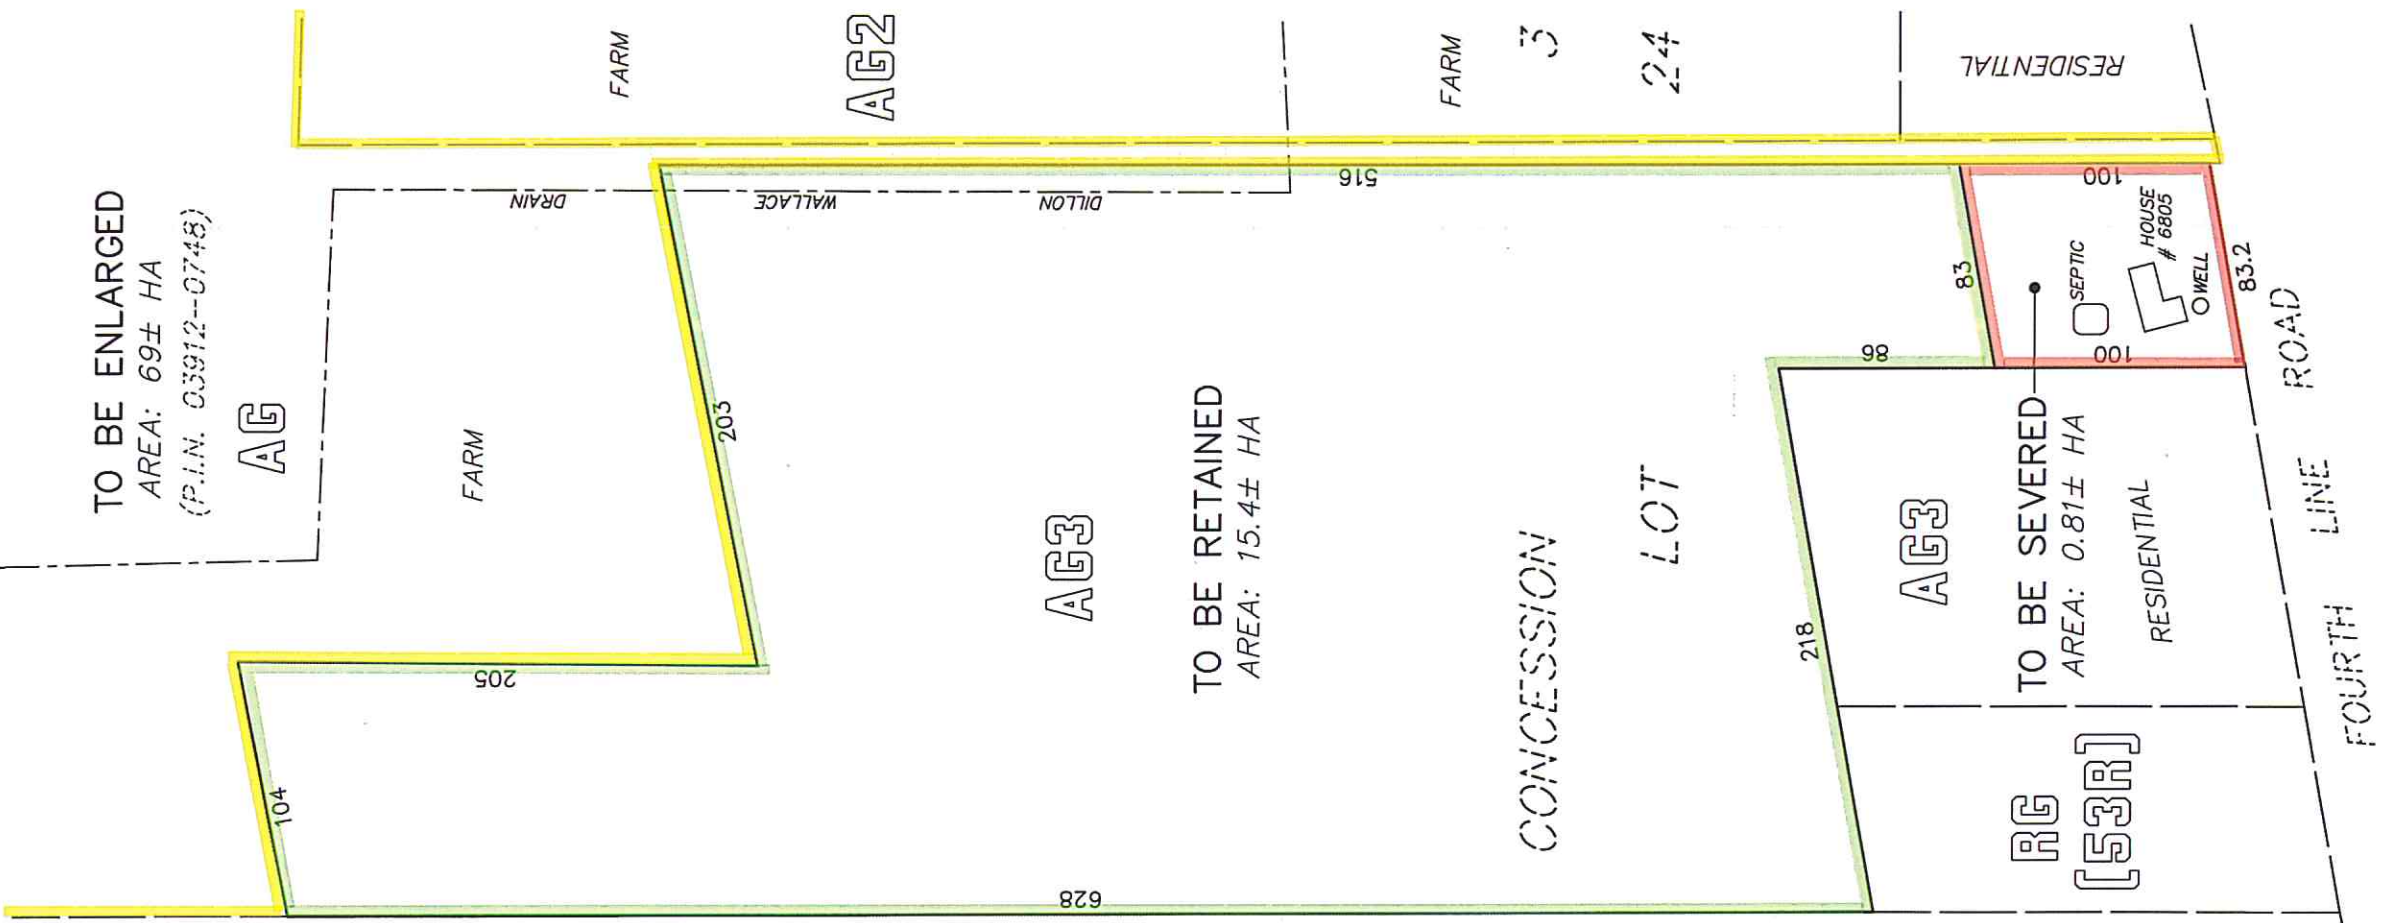 TO BE ENLARGED
AREA: 69± HA
(P.I.N. 03912--0748)
AG
FARM
DRAIN
WALLACE
DILLON
FARM
AG2
FARM
3
24
RESIDENTIAL
104
205
203
516
628
AG3
TO BE RETAINED
AREA: 15.4± HA
CONCESSION
LOT
218
86
83
100
100
83.2
SEPTIC
HOUSE
# 6805
WELL
AG3
TO BE SEVERED
AREA: 0.81± HA
RESIDENTIAL
RG
[53R]
FOURTH LINE ROAD